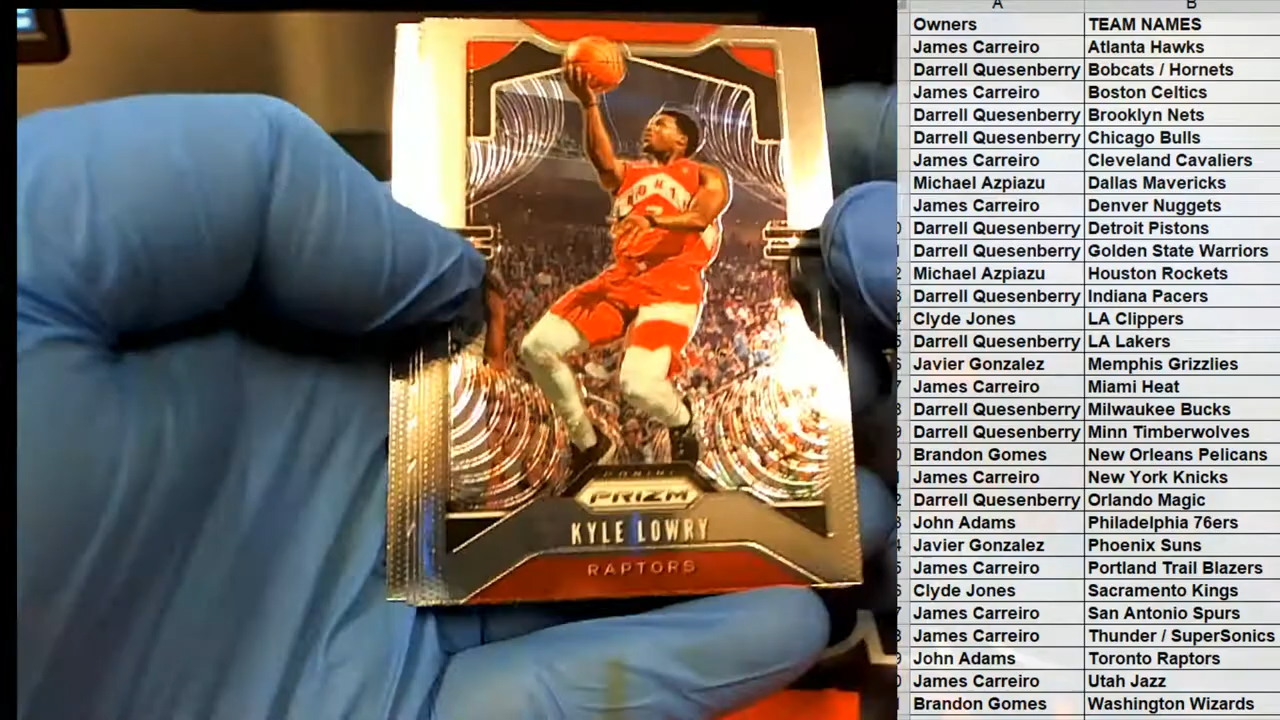 PANINI
PRIZM
KYLE LOWRY
RAPTORS
A B
Owners TEAM NAMES
James Carreiro Atlanta Hawks
Darrell Quesenberry Bobcats / Hornets
James Carreiro Boston Celtics
Darrell Quesenberry Brooklyn Nets
Darrell Quesenberry Chicago Bulls
James Carreiro Cleveland Cavaliers
Michael Azpiazu Dallas Mavericks
James Carreiro Denver Nuggets
Darrell Quesenberry Detroit Pistons
Darrell Quesenberry Golden State Warriors
Michael Azpiazu Houston Rockets
Darrell Quesenberry Indiana Pacers
Clyde Jones LA Clippers
Darrell Quesenberry LA Lakers
Javier Gonzalez Memphis Grizzlies
James Carreiro Miami Heat
Darrell Quesenberry Milwaukee Bucks
Darrell Quesenberry Minn Timberwolves
Brandon Gomes New Orleans Pelicans
James Carreiro New York Knicks
Darrell Quesenberry Orlando Magic
John Adams Philadelphia 76ers
Javier Gonzalez Phoenix Suns
James Carreiro Portland Trail Blazers
Clyde Jones Sacramento Kings
James Carreiro San Antonio Spurs
James Carreiro Thunder / SuperSonics
John Adams Toronto Raptors
James Carreiro Utah Jazz
Brandon Gomes Washington Wizards